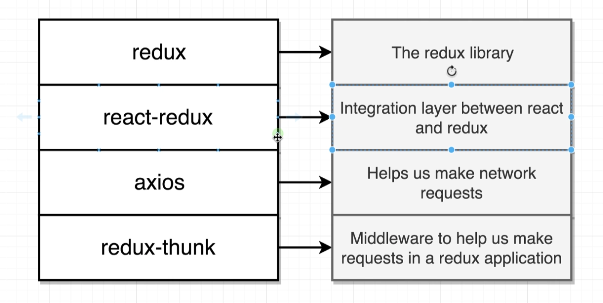 redux
The redux library
react-redux
Integration layer between react
and redux
axios
Helps us make network
requests
redux-thunk
Middleware to help us make
requests in a redux application